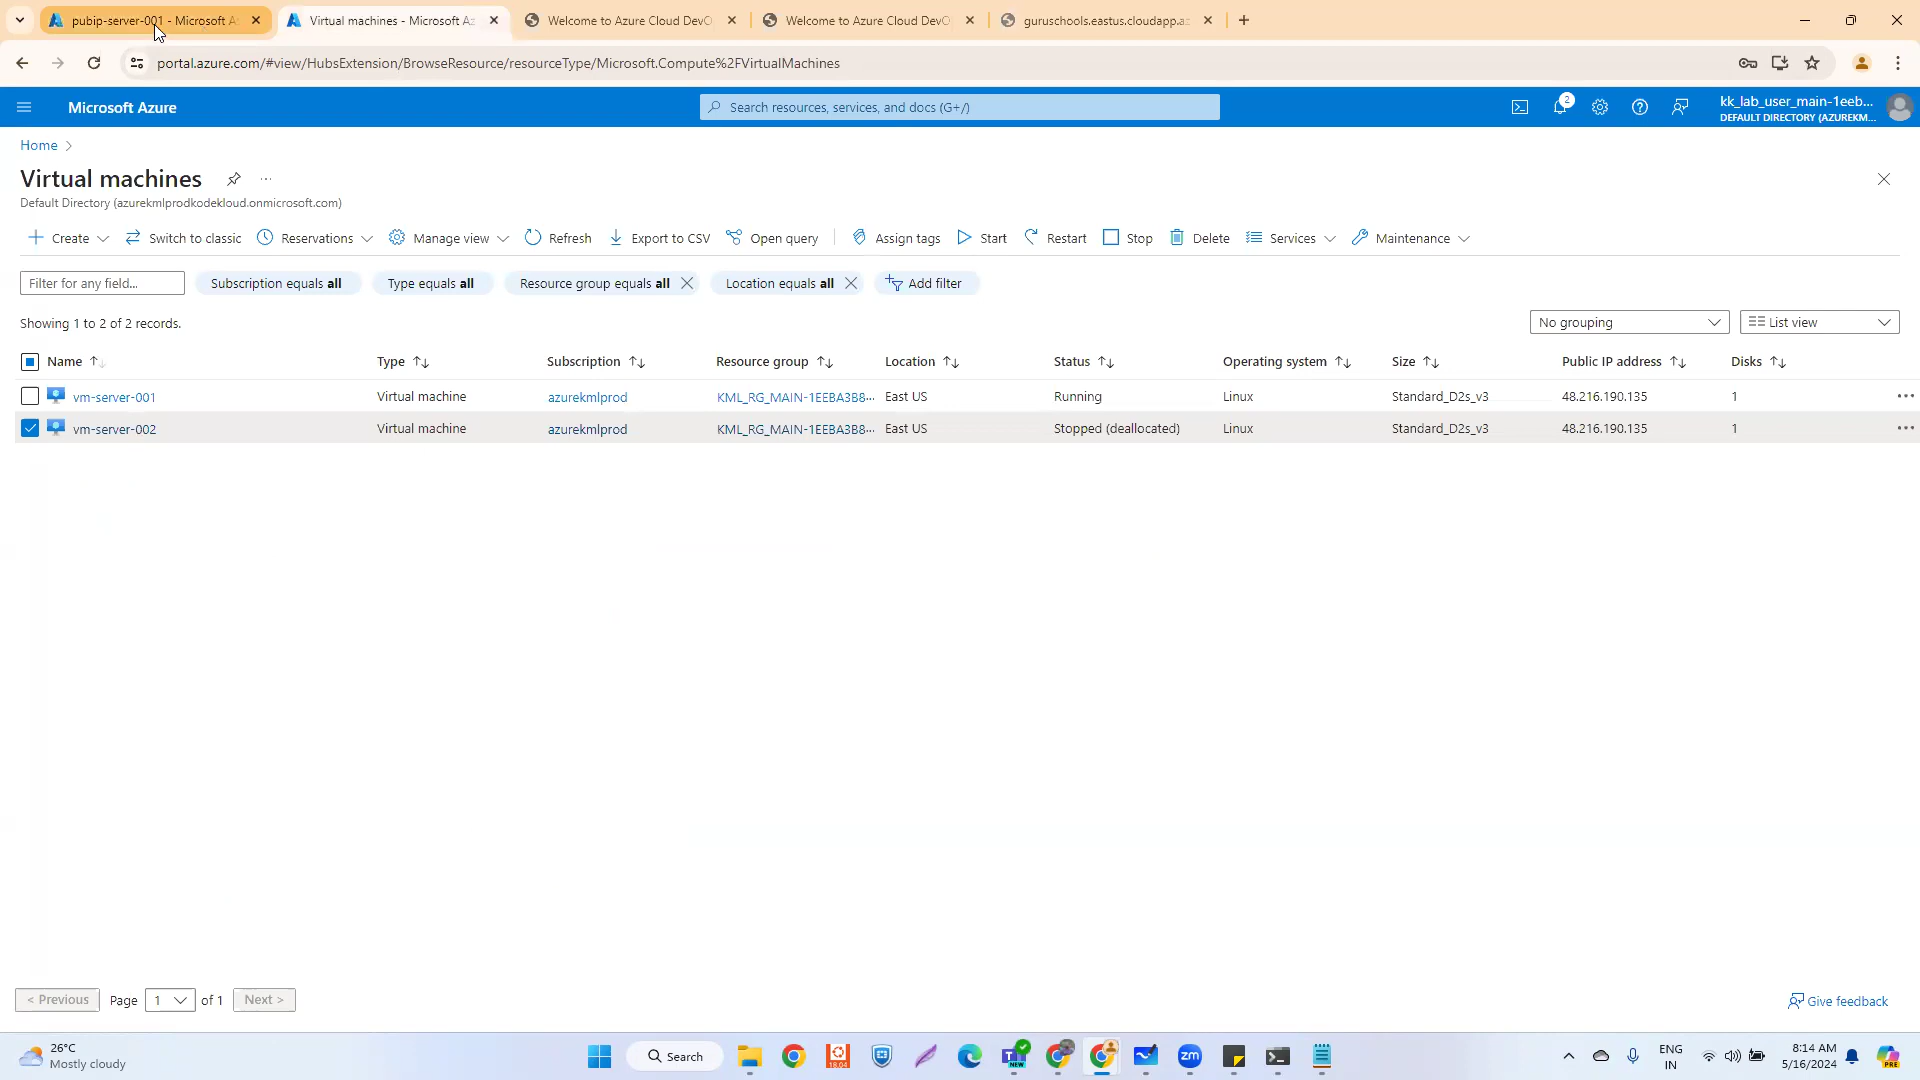 pubip-server-001 - Microsoft A
Virtual machines - Microsoft Az
Welcome to Azure Cloud DevO
Welcome to Azure Cloud DevO
guruschools.eastus.cloudapp.az
portal.azure.com/#view/HubsExtension/BrowseResource/resourceType/Microsoft.Compute%2FVirtualMachines
Microsoft Azure
Search resources, services, and docs (G+/)
2
kk_lab_user_main-1eeb...
DEFAULT DIRECTORY (AZUREKM...
Home
Virtual machines
Default Directory (azurekmlprodkodekloud.onmicrosoft.com)
Create
Switch to classic
Reservations
Manage view
Refresh
Export to CSV
Open query
Assign tags
Start
Restart
Stop
Delete
Services
Maintenance
Filter for any field...
Subscription equals all
Type equals all
Resource group equals all
Location equals all
Add filter
Showing 1 to 2 of 2 records.
No grouping
List view
Name Type Subscription Resource group Location Status Operating system Size Public IP address Disks
vm-server-001 Virtual machine azurekmlprod KML_RG_MAIN-1EEBA3B8... East US Running Linux Standard_D2s_v3 48.216.190.135 1
vm-server-002 Virtual machine azurekmlprod KML_RG_MAIN-1EEBA3B8... East US Stopped (deallocated) Linux Standard_D2s_v3 48.216.190.135 1
< Previous Page 1 of 1 Next >
Give feedback
26°C
Mostly cloudy
Search
18.04
NEW
zm
ENG
IN
8:14 AM
5/16/2024
PRE